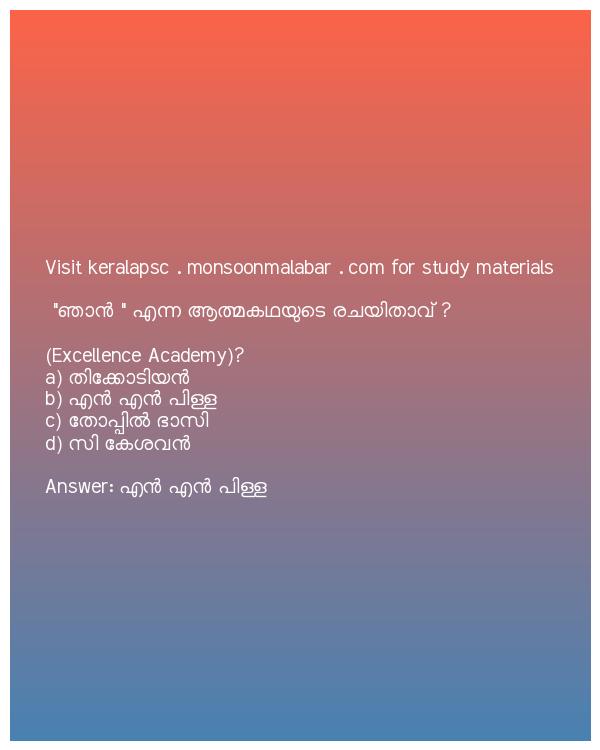 Visit keralapsc . monsoonmalabar . com for study materials
"ഞാൻ " എന്ന ആത്മകഥയുടെ രചയിതാവ് ?
(Excellence Academy)?
a) തിക്കോടിയൻ
b) എൻ എൻ പിള്ള
c) തോപ്പിൽ ഭാസി
d) സി കേശവൻ
Answer: എൻ എൻ പിള്ള